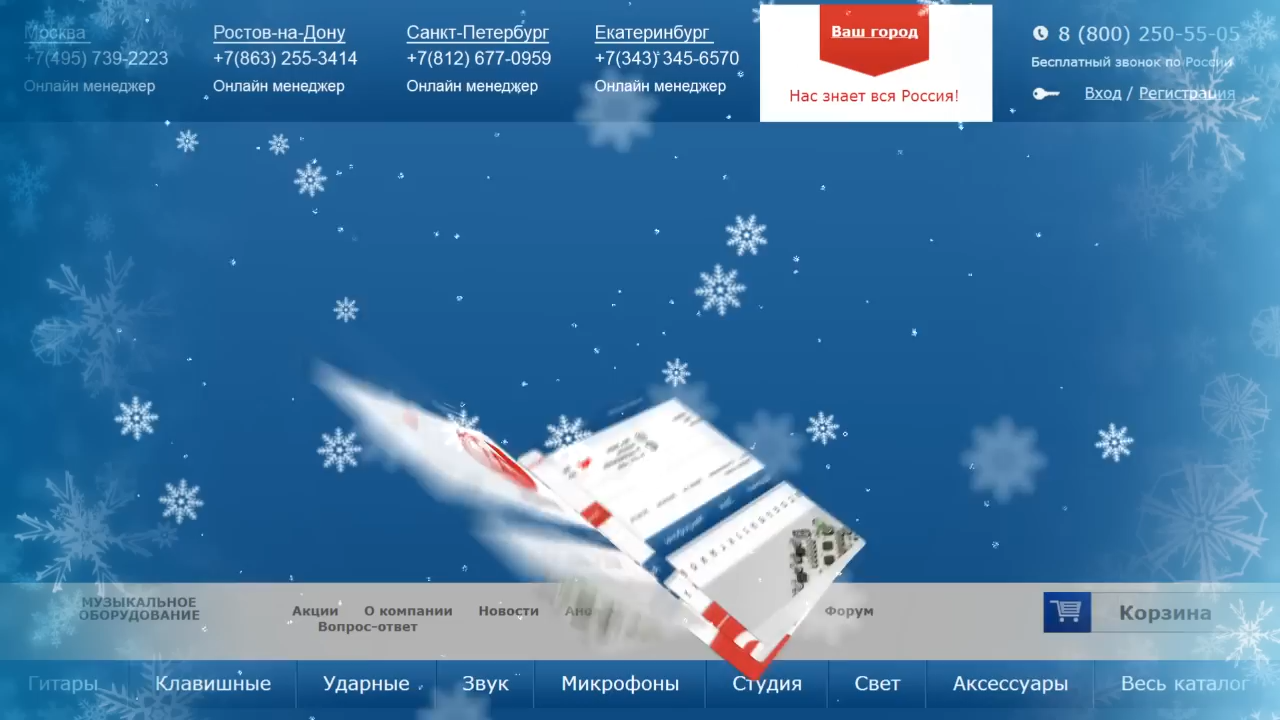 Москва
Ростов-на-Дону
Санкт-Петербург
Екатеринбург
+7(495) 739-2223
+7(863) 255-3414
+7(812) 677-0959
+7(343) 345-6570
Онлайн менеджер
Онлайн менеджер
Онлайн менеджер
Онлайн менеджер
Ваш город
Нас знает вся Россия!
8 (800) 250-55-05
Бесплатный звонок по России
Вход / Регистрация
МУЗЫКАЛЬНОЕ
ОБОРУДОВАНИЕ
Акции О компании Новости Форум
Вопрос-ответ
Корзина
Гитары Клавишные Ударные Звук Микрофоны Студия Свет Аксессуары Весь каталог